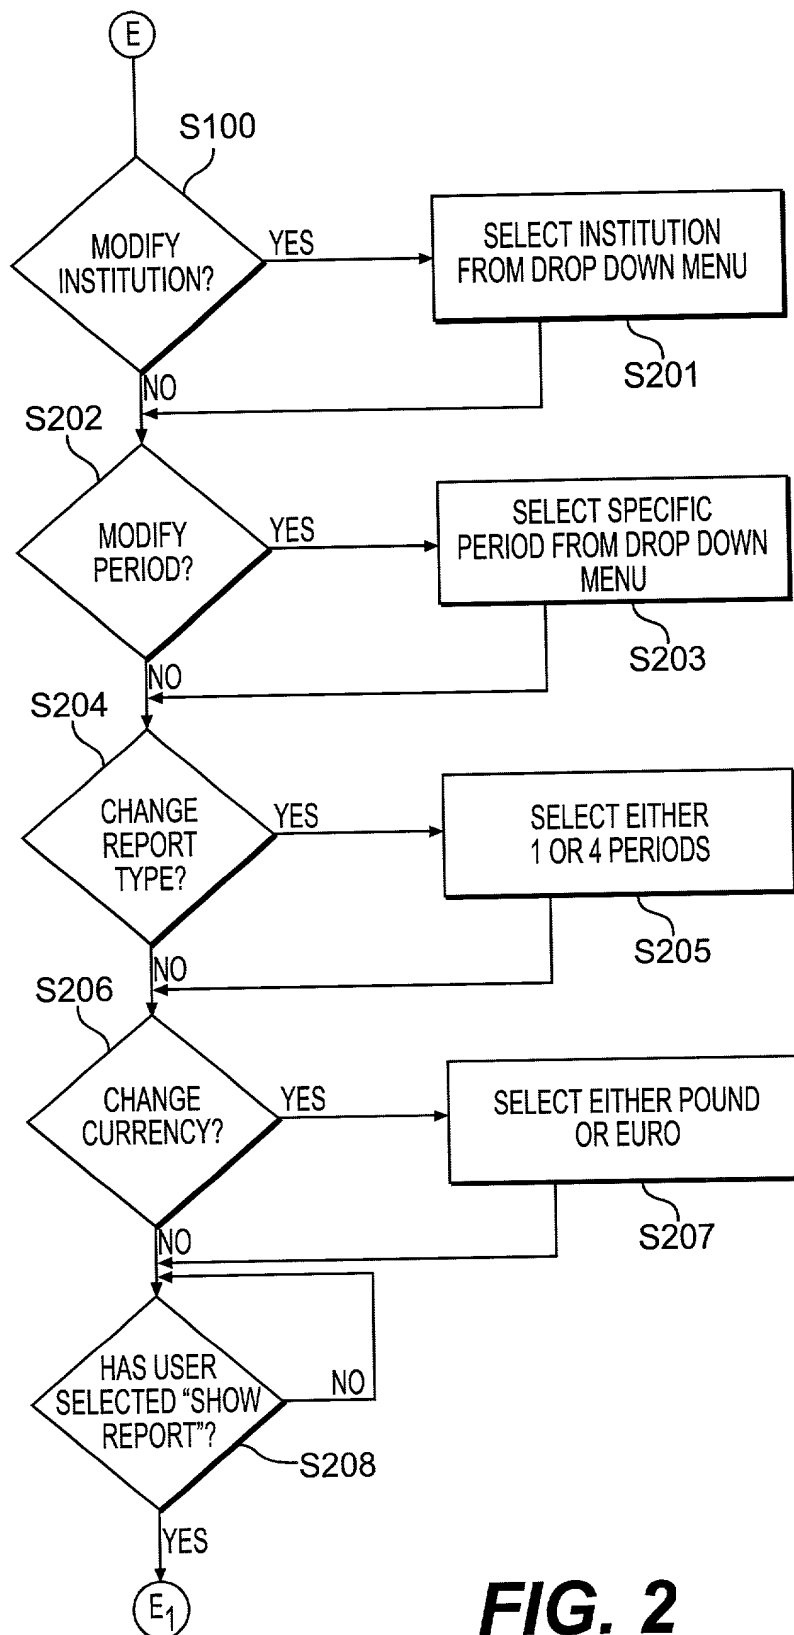 E
S100
MODIFY
INSTITUTION?
YES
SELECT INSTITUTION
FROM DROP DOWN MENU
S201
NO
S202
MODIFY
PERIOD?
YES
SELECT SPECIFIC
PERIOD FROM DROP DOWN
MENU
S203
NO
S204
CHANGE
REPORT
TYPE?
YES
SELECT EITHER
1 OR 4 PERIODS
S205
NO
S206
CHANGE
CURRENCY?
YES
SELECT EITHER POUND
OR EURO
S207
NO
HAS USER
SELECTED “SHOW
REPORT”?
NO
S208
YES
E1
FIG. 2